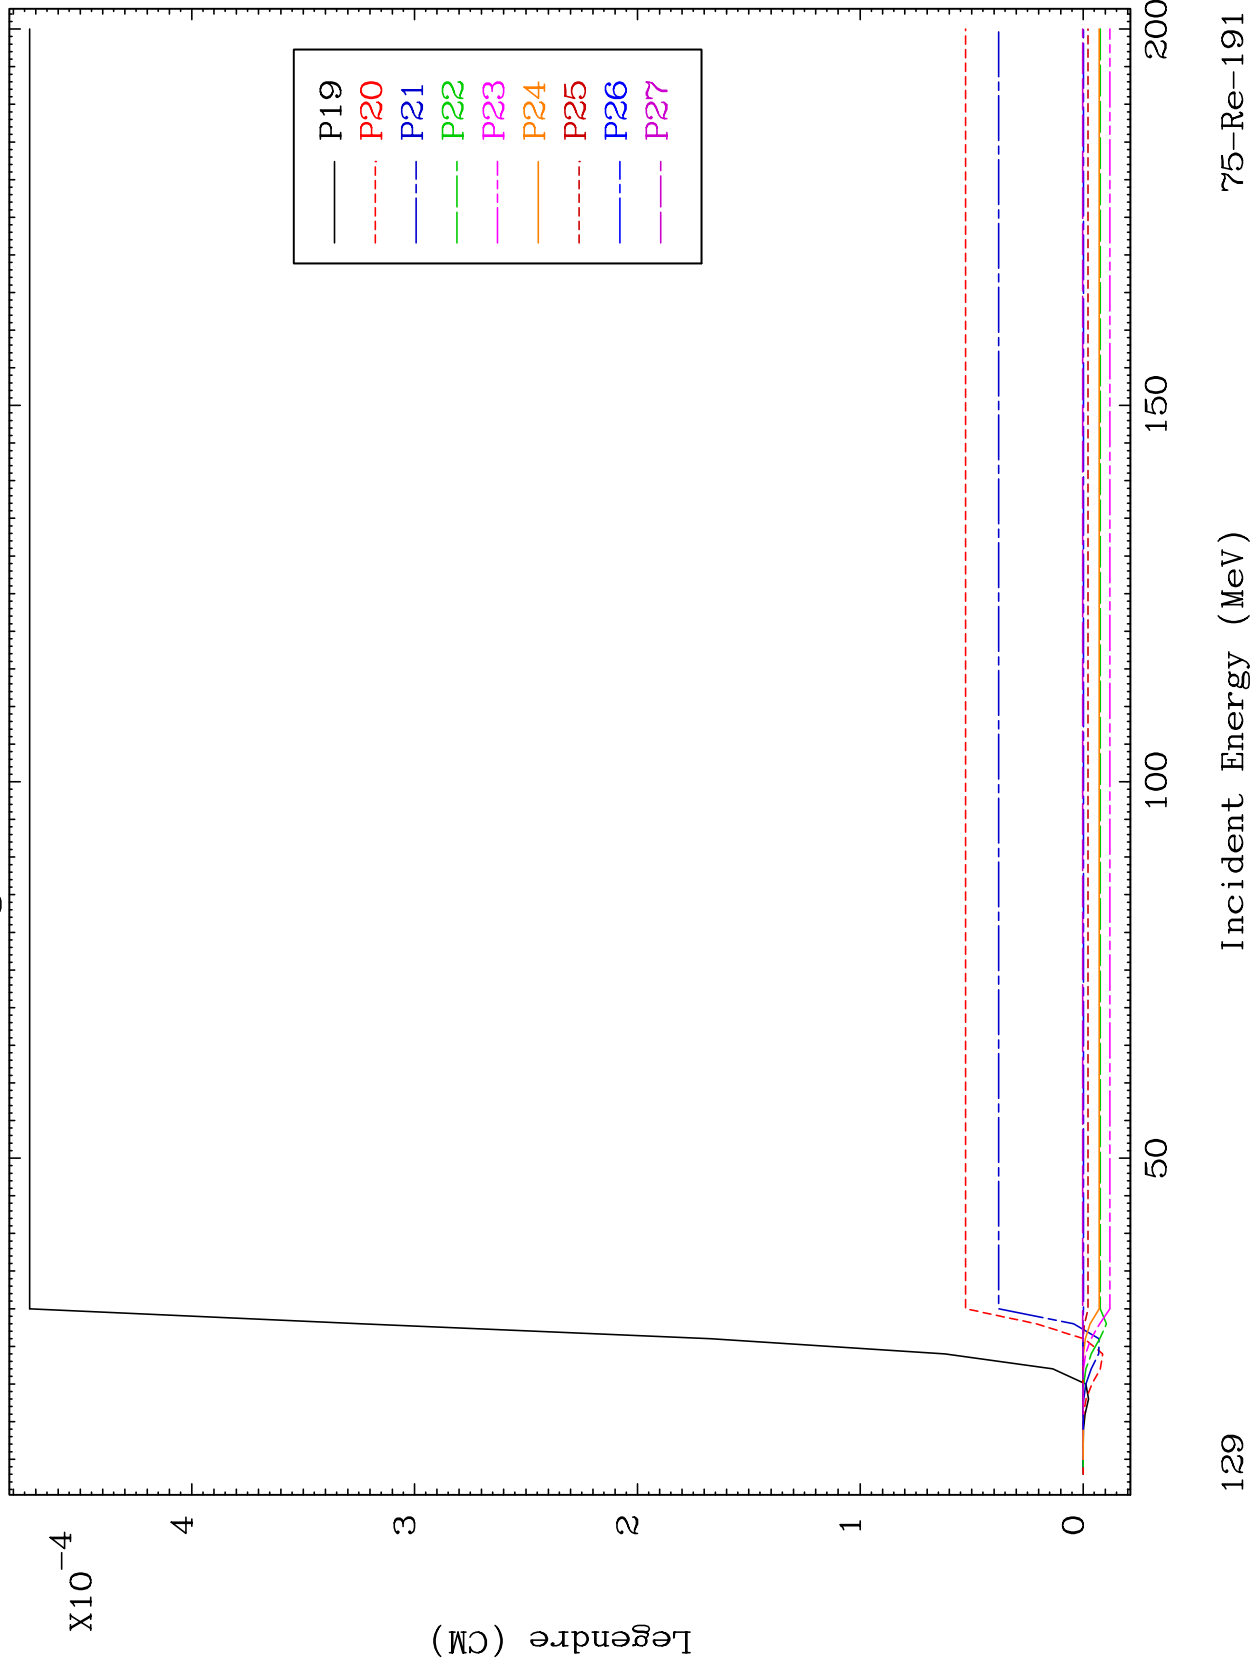 X10^-4
4
3
2
1
0
Legendre (CM)
P19
P20
P21
P22
P23
P24
P25
P26
P27
50
100
150
200
Incident Energy (MeV)
129
75-Re-191